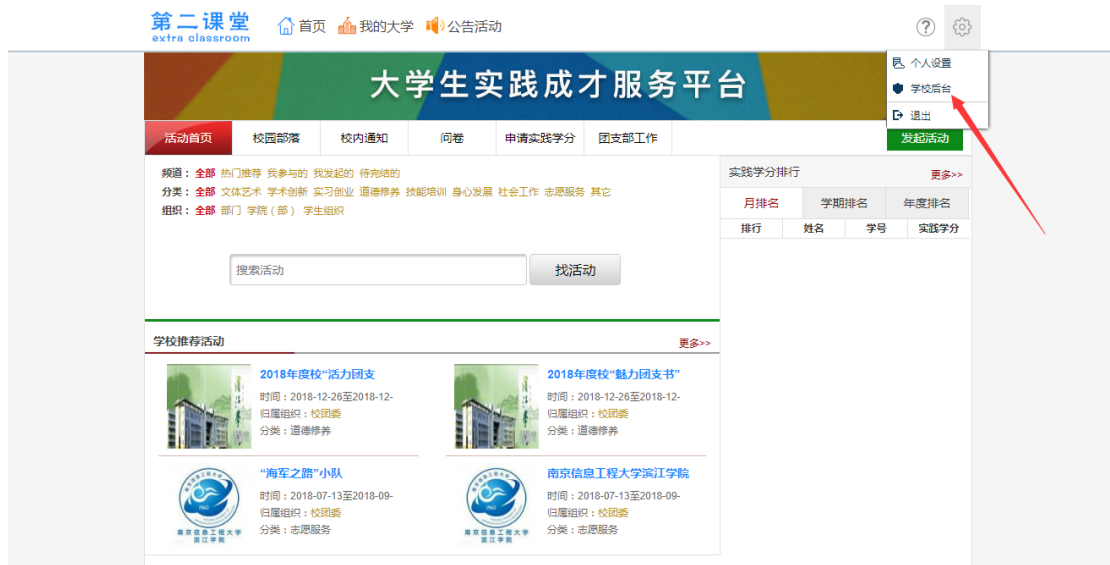 第二课堂
extra classroom
首页 我的大学 公告活动
?
个人设置
学校后台
退出
大学生实践成才服务平台
活动首页 校园部落 校内通知 问卷 申请实践学分 团支部工作 发起活动
频道：全部 热门推荐 我参与的 我发起的 待完结的
分类：全部 文体艺术 学术创新 实习创业 道德修养 技能培训 身心发展 社会工作 志愿服务 其它
组织：全部 部门 学院（部） 学生组织
搜索活动 找活动
实践学分排行 更多>>
月排名 学期排名 年度排名
排行 姓名 学号 实践学分
学校推荐活动 更多>>
2018年度校“活力团支
时间：2018-12-26至2018-12-
归属组织：校团委
分类：道德修养
2018年度校“魅力团支书”
时间：2018-12-26至2018-12-
归属组织：校团委
分类：道德修养
“海军之路”小队
时间：2018-07-13至2018-09-
归属组织：校团委
分类：志愿服务
南京信息工程大学
滨江学院
南京信息工程大学滨江学院
时间：2018-07-13至2018-09-
归属组织：校团委
分类：志愿服务
南京信息工程大学
滨江学院